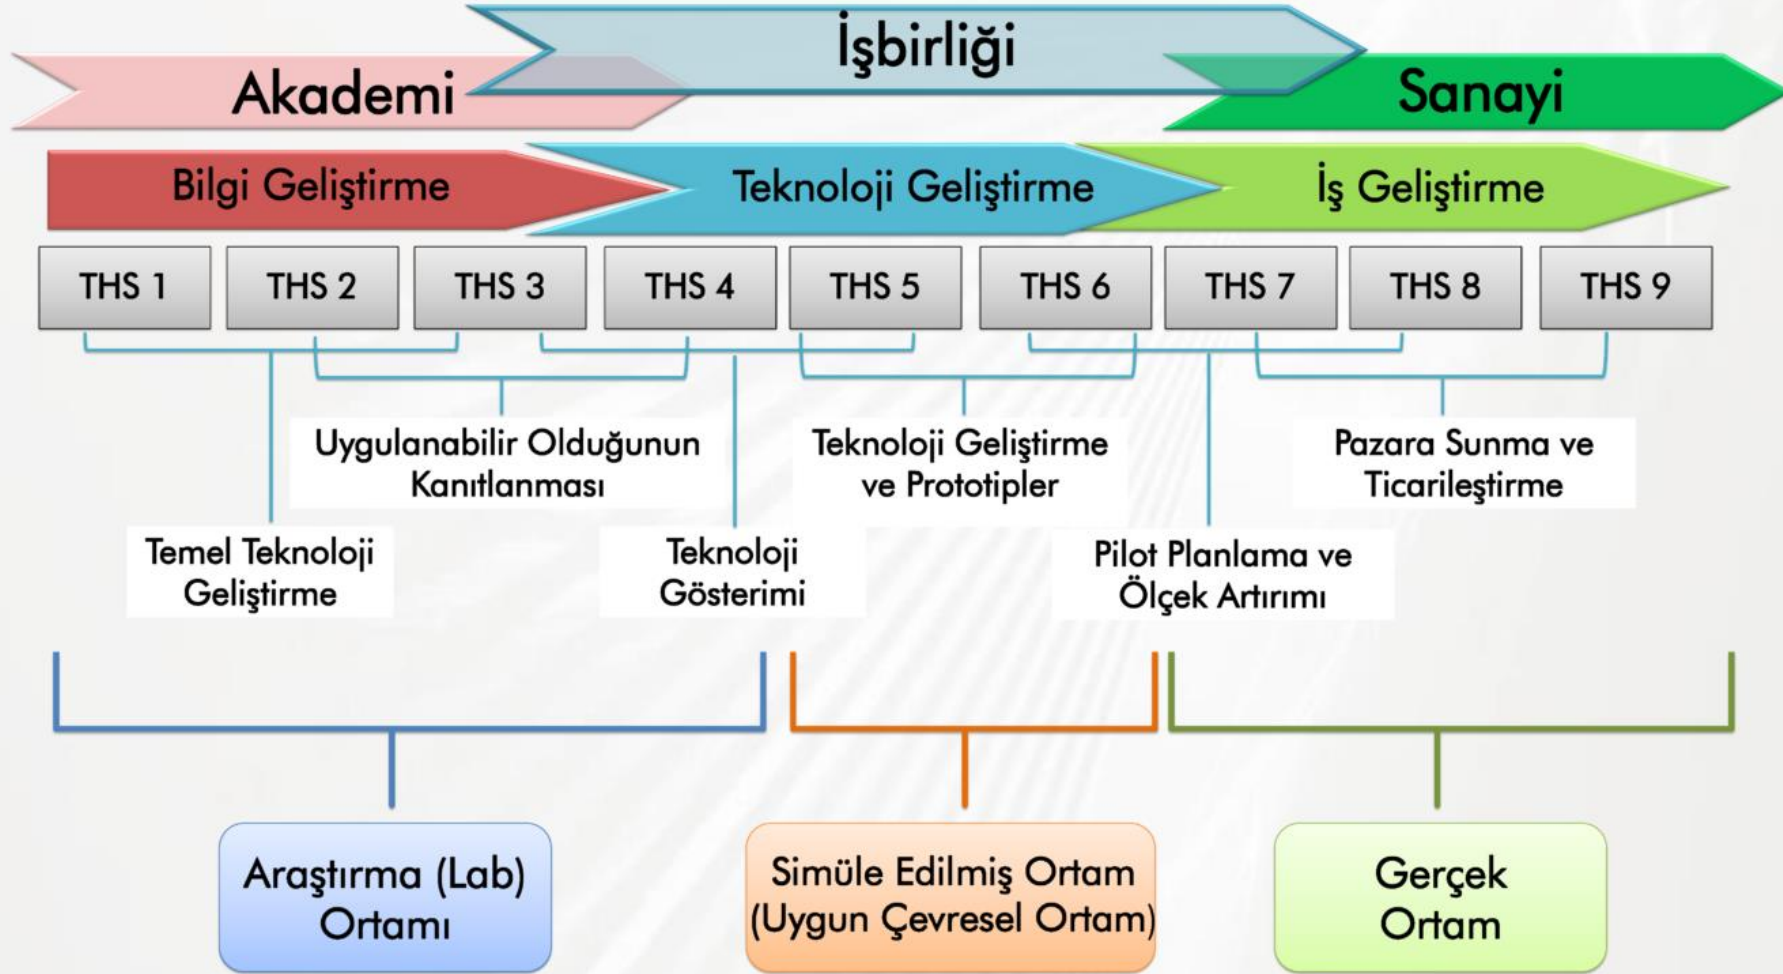 İşbirliği
Akademi
Sanayi
Bilgi Geliştirme
Teknoloji Geliştirme
İş Geliştirme
THS 1
THS 2
THS 3
THS 4
THS 5
THS 6
THS 7
THS 8
THS 9
Uygulanabilir Olduğunun
Kanıtlanması
Teknoloji Geliştirme
ve Prototipler
Pazara Sunma ve
Ticarileştirme
Temel Teknoloji
Geliştirme
Teknoloji
Gösterimi
Pilot Planlama ve
Ölçek Artırımı
Araştırma (Lab)
Ortamı
Simüle Edilmiş Ortam
(Uygun Çevresel Ortam)
Gerçek
Ortam